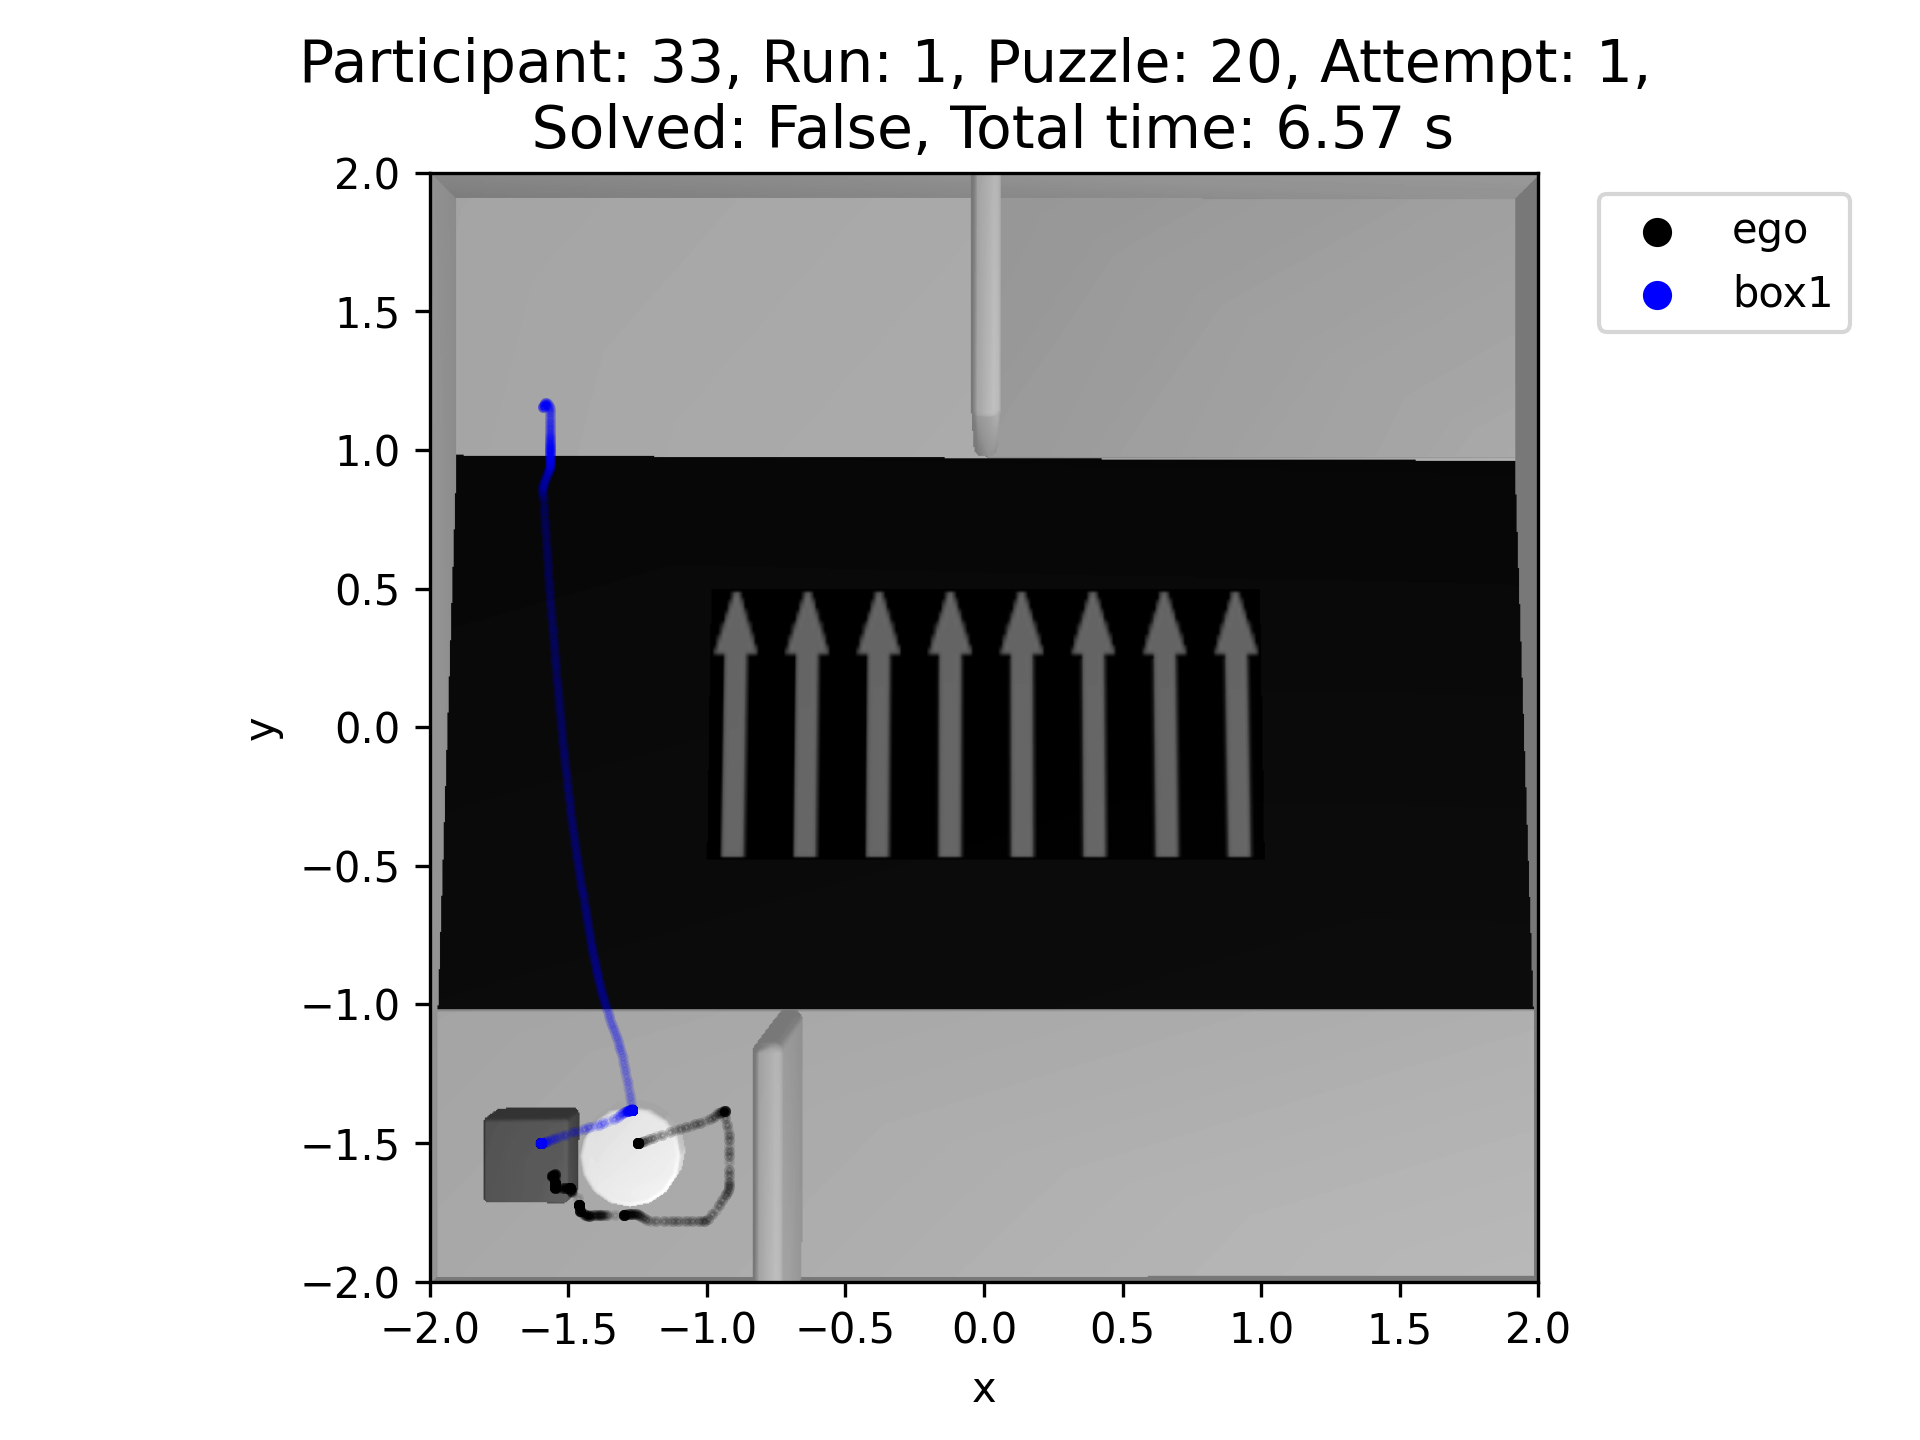 Participant: 33, Run: 1, Puzzle: 20, Attempt: 1,
Solved: False, Total time: 6.57 s
ego
box1
2.0
1.5
1.0
0.5
0.0
−0.5
−1.0
−1.5
−2.0
y
−2.0 −1.5 −1.0 −0.5 0.0 0.5 1.0 1.5 2.0
x